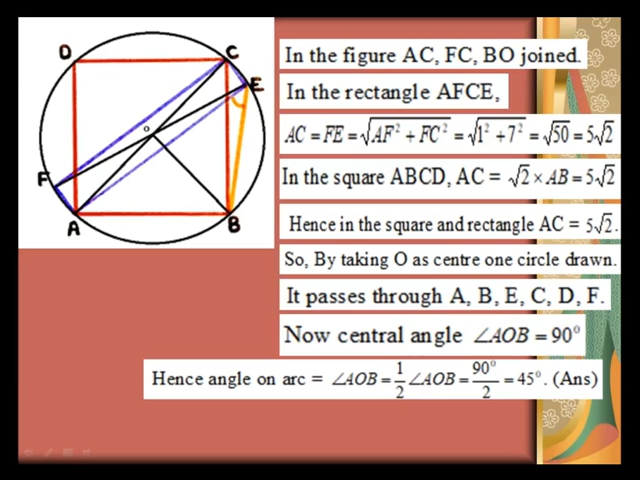 In the figure AC, FC, BO joined.
In the rectangle AFCE,
AC = FE = √(AF² + FC²) = √(1² + 7²) = √50 = 5√2
In the square ABCD, AC = √2 × AB = 5√2
Hence in the square and rectangle AC = 5√2.
So, By taking O as centre one circle drawn.
It passes through A, B, E, C, D, F.
Now central angle ∠AOB = 90°
Hence angle on arc = ∠AOB = 1/2 ∠AOB = 90°/2 = 45°. (Ans)
D
C
E
o
F
A
B